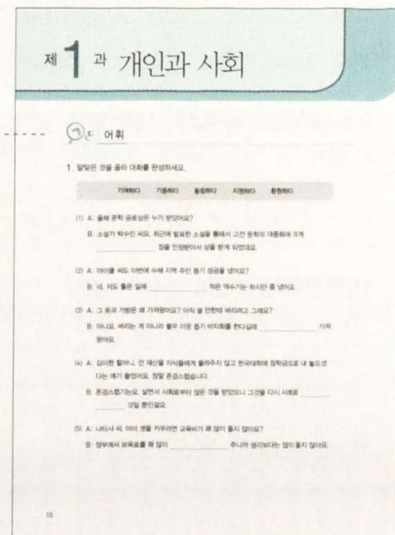 제1과 개인과 사회
어휘
1. 알맞은 것을 골라 대화를 완성하세요.
기여하다 기증하다 동참하다 지원하다 환원하다
(1) A: 올해 문학 공로상은 누가 받았어요?
B: 소설가 박수민 씨요. 최근에 발표한 소설을 통해서 고전 문학의 대중화에 크게
점을 인정받아서 상을 받게 되었대요.
(2) A: 마이클 씨도 이번에 수해 지역 주민 돕기 성금을 냈어요?
B: 네, 저도 좋은 일에 적은 액수기는 하지만 좀 냈어요.
(3) A: 그 옷과 가방은 왜 가져왔어요? 아직 쓸 만한데 버리려고 그래요?
B: 아니요, 버리는 게 아니라 불우 이웃 돕기 바자회를 한다길래 가져
왔어요.
(4) A: 할머니, 전 재산을 자식들에게 물려주지 않고 한국대학에 장학금으로 내 놓으셨
다는 얘기 들었어요. 정말 존경스럽습니다.
B: 존경스럽기는요. 살면서 사회로부터 많은 것을 받았으니 그것을 다시 사회로
것일 뿐인걸요.
(5) A: 나타샤 씨, 아이 셋을 키우려면 교육비가 꽤 많이 들지 않아요?
B: 정부에서 보육료를 꽤 많이 주니까 생각보다는 많이 들지 않아요.
10